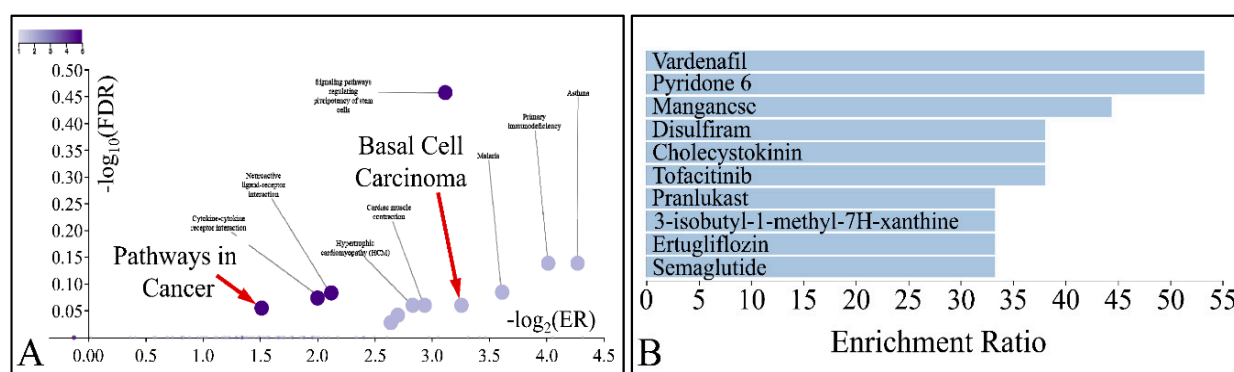 1 2 3 4 5 6
-log10(FDR)
0.50
0.45
0.40
0.35
0.30
0.25
0.20
0.15
0.10
0.05
Signaling pathways
regulating
pluripotency of stem
cells
Asthma
Primary
immunodeficiency
Malaria
Basal Cell
Carcinoma
Neuroactive
ligand-receptor
interaction
Cardiac muscle
contraction
Cytokine-cytokine
receptor interaction
Hypertrophic
cardiomyopathy (HCM)
Pathways in
Cancer
-log2(ER)
A
0.00 0.5 1.0 1.5 2.0 2.5 3.0 3.5 4.0 4.5
B
Vardenafil
Pyridone 6
Manganese
Disulfiram
Cholecystokinin
Tofacitinib
Pranlukast
3-isobutyl-1-methyl-7H-xanthine
Ertugliflozin
Semaglutide
0 5 10 15 20 25 30 35 40 45 50 55
Enrichment Ratio